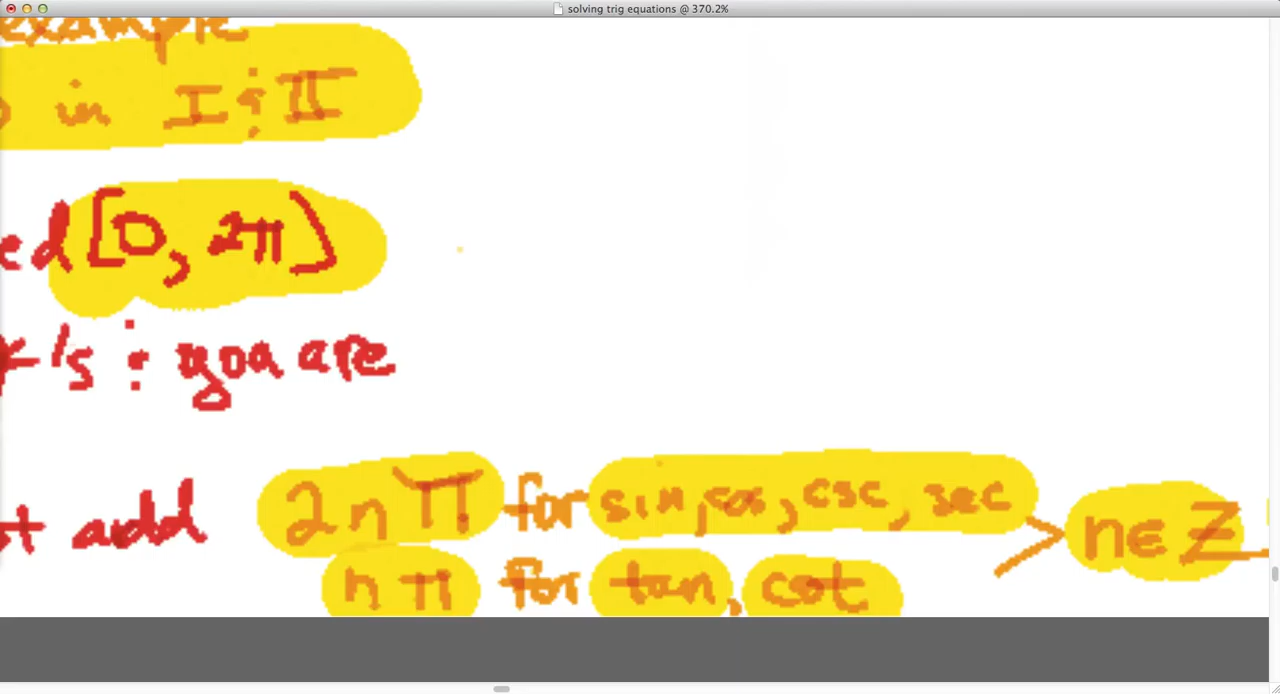 solving trig equations @ 370.2%
example
in I & II
[0, 2π)
's & you are
add 2nπ for sin, cos, csc, sec
nπ for tan, cot > n∈Z